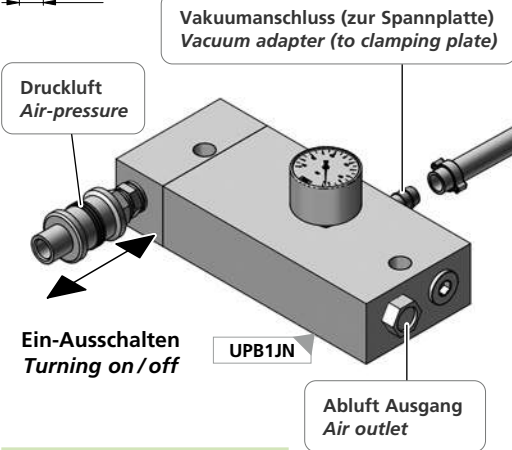 Vakuumanschluss (zur Spannplatte)
Vacuum adapter (to clamping plate)
Druckluft
Air-pressure
Ein-Ausschalten
Turning on / off
UPB1JN
Abluft Ausgang
Air outlet